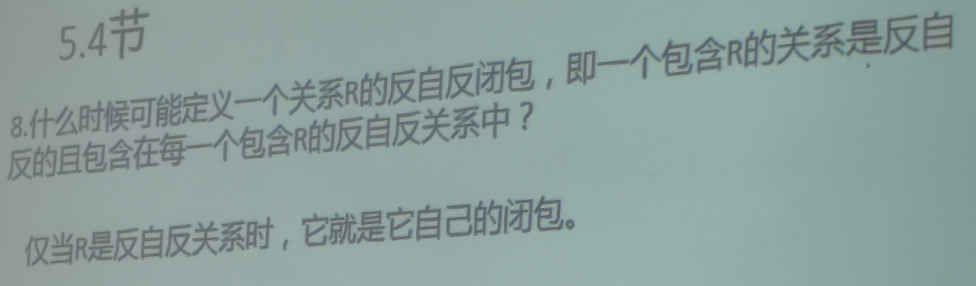 5.4节
8.什么时候可能定义一个关系R的反自反闭包，即一个包含R的关系是反自
反的且包含在每一个包含R的反自反关系中？
仅当R是反自反关系时，它就是它自己的闭包。